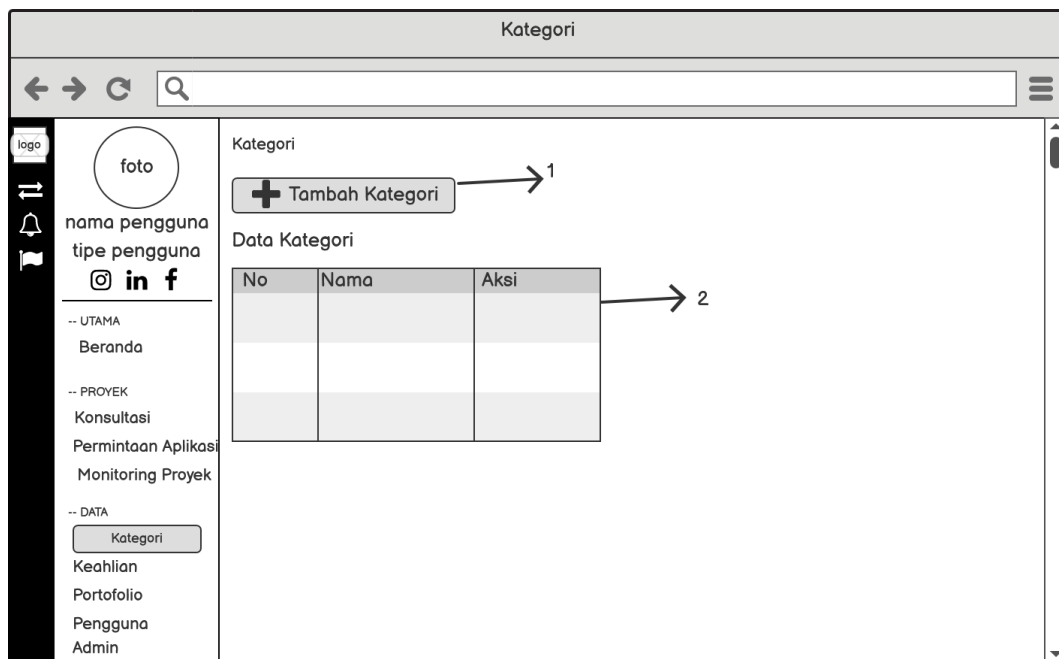 Kategori
logo
foto
nama pengguna
tipe pengguna
-- UTAMA
Beranda
-- PROYEK
Konsultasi
Permintaan Aplikasi
Monitoring Proyek
-- DATA
Kategori
Keahlian
Portofolio
Pengguna
Admin
Kategori
Tambah Kategori
1
Data Kategori
No Nama Aksi
2